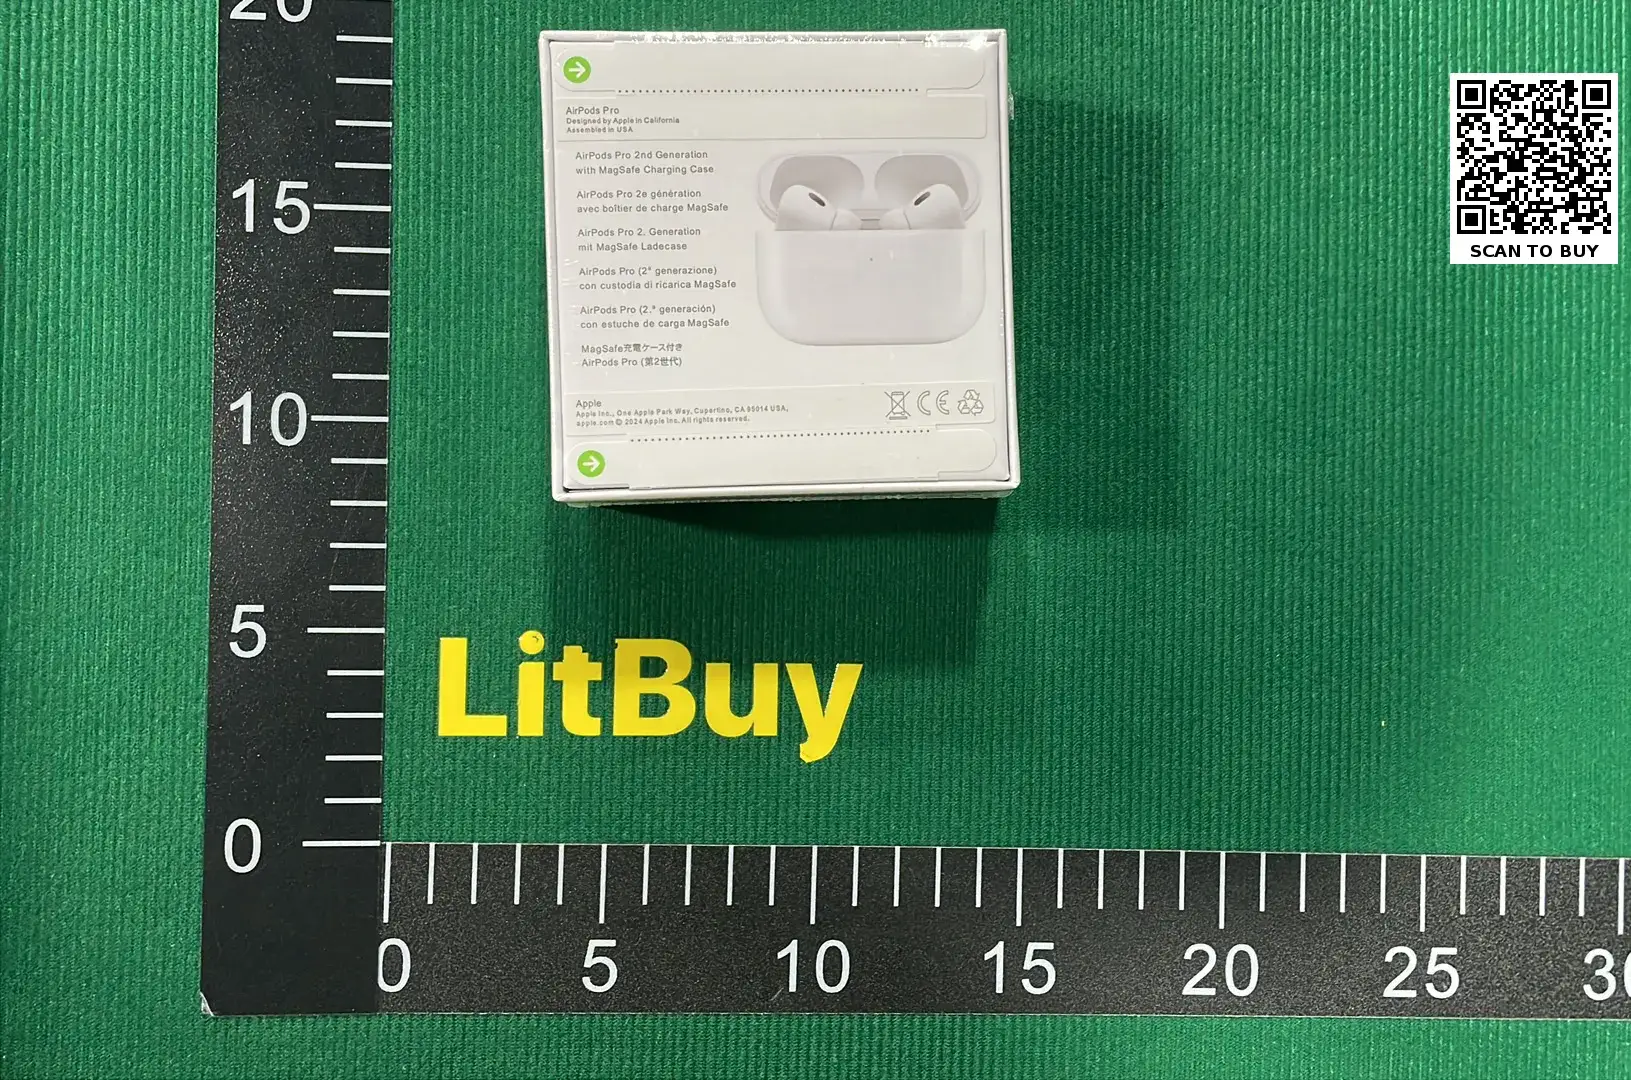 20
15
10
5
0
AirPods Pro
Designed by Apple in California
Assembled in USA
AirPods Pro 2nd Generation
with MagSafe Charging Case
AirPods Pro 2e génération
avec boîtier de charge MagSafe
AirPods Pro 2. Generation
mit MagSafe Ladecase
AirPods Pro (2ª generazione)
con custodia di ricarica MagSafe
AirPods Pro (2.ª generación)
con estuche de carga MagSafe
MagSafe充電ケース付き
AirPods Pro (第2世代)
Apple
Apple Inc., One Apple Park Way, Cupertino, CA 95014 USA,
apple.com © 2024 Apple Inc. All rights reserved.
CE
SCAN TO BUY
LitBuy
0 5 10 15 20 25 30